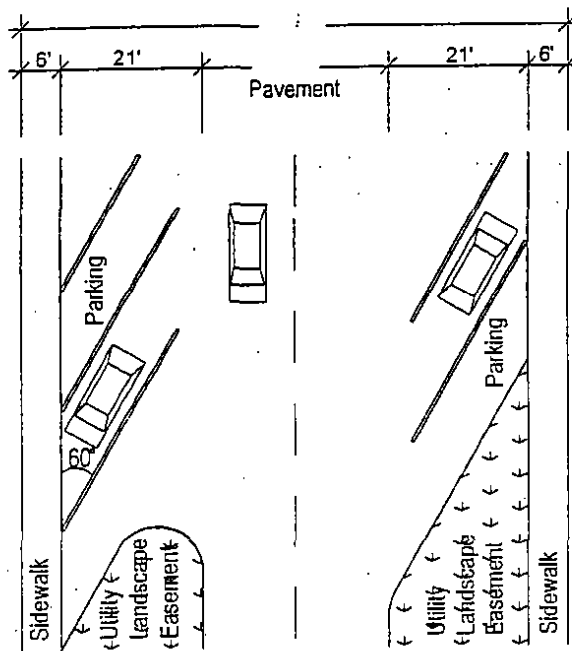 6'
21'
21'
6'
Pavement
Parking
Parking
60°
Sidewalk
Utility
Landscape
Easement
Utility
Landscape
Easement
Sidewalk